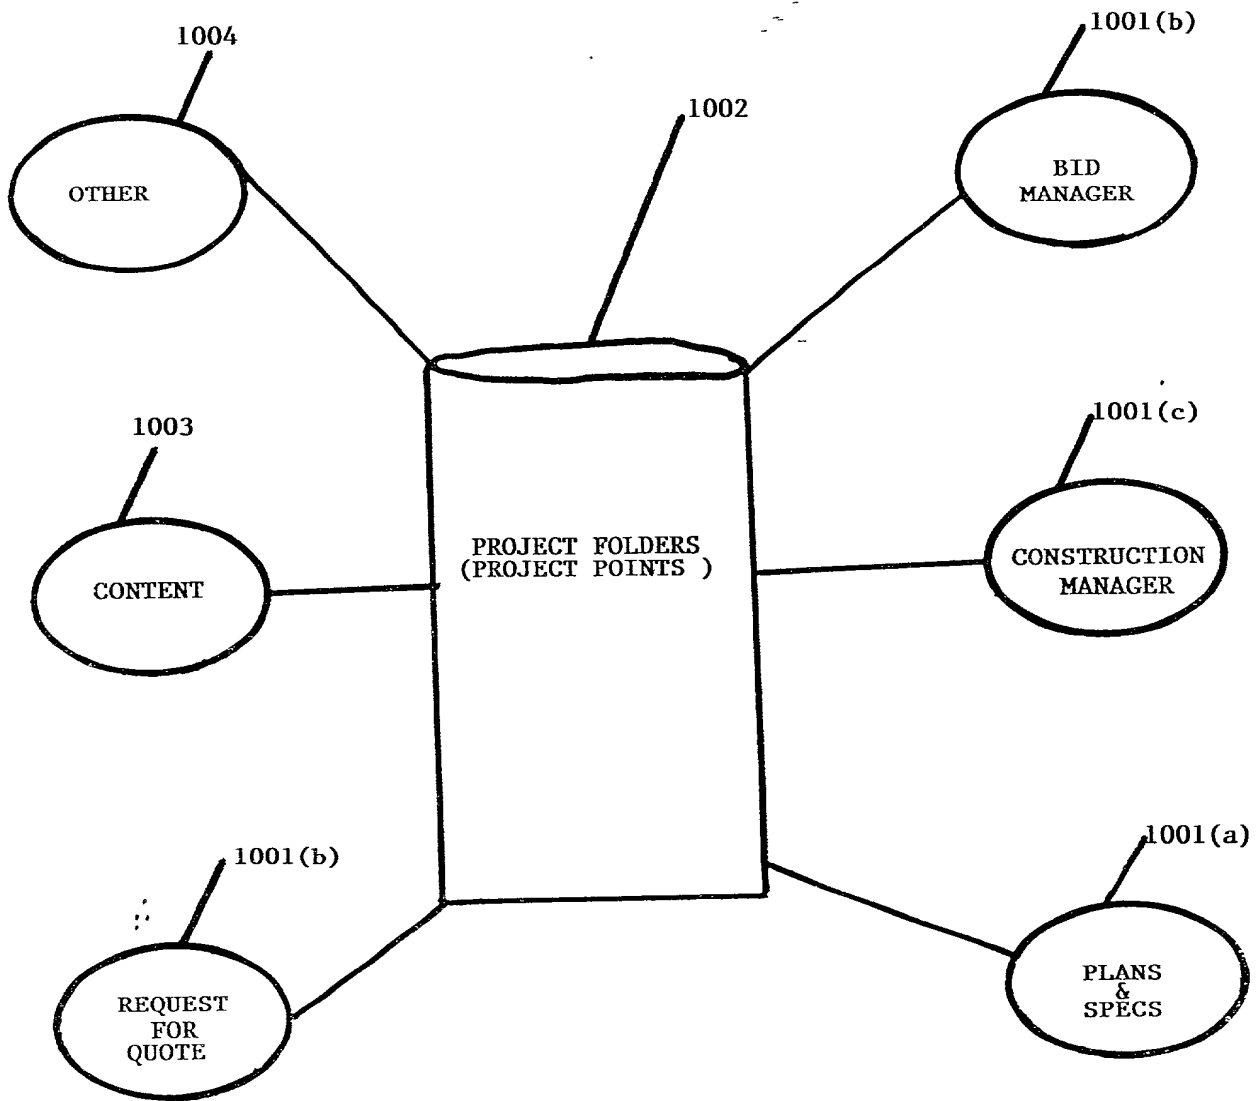 1004
1001(b)
1002
OTHER
BID
MANAGER
1003
1001(c)
PROJECT FOLDERS
(PROJECT POINTS )
CONTENT
CONSTRUCTION
MANAGER
1001(b)
1001(a)
REQUEST
FOR
QUOTE
PLANS
&
SPECS